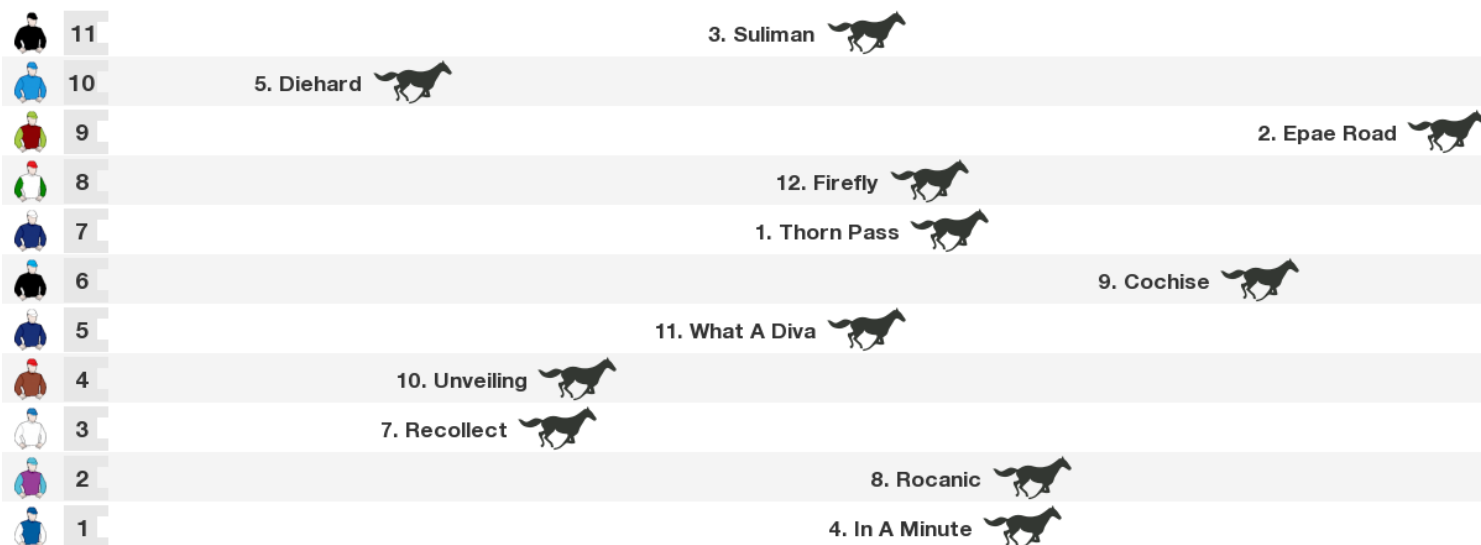 11 3. Suliman
10 5. Diehard
9 2. Epae Road
8 12. Firefly
7 1. Thorn Pass
6 9. Cochise
5 11. What A Diva
4 10. Unveiling
3 7. Recollect
2 8. Rocanic
1 4. In A Minute